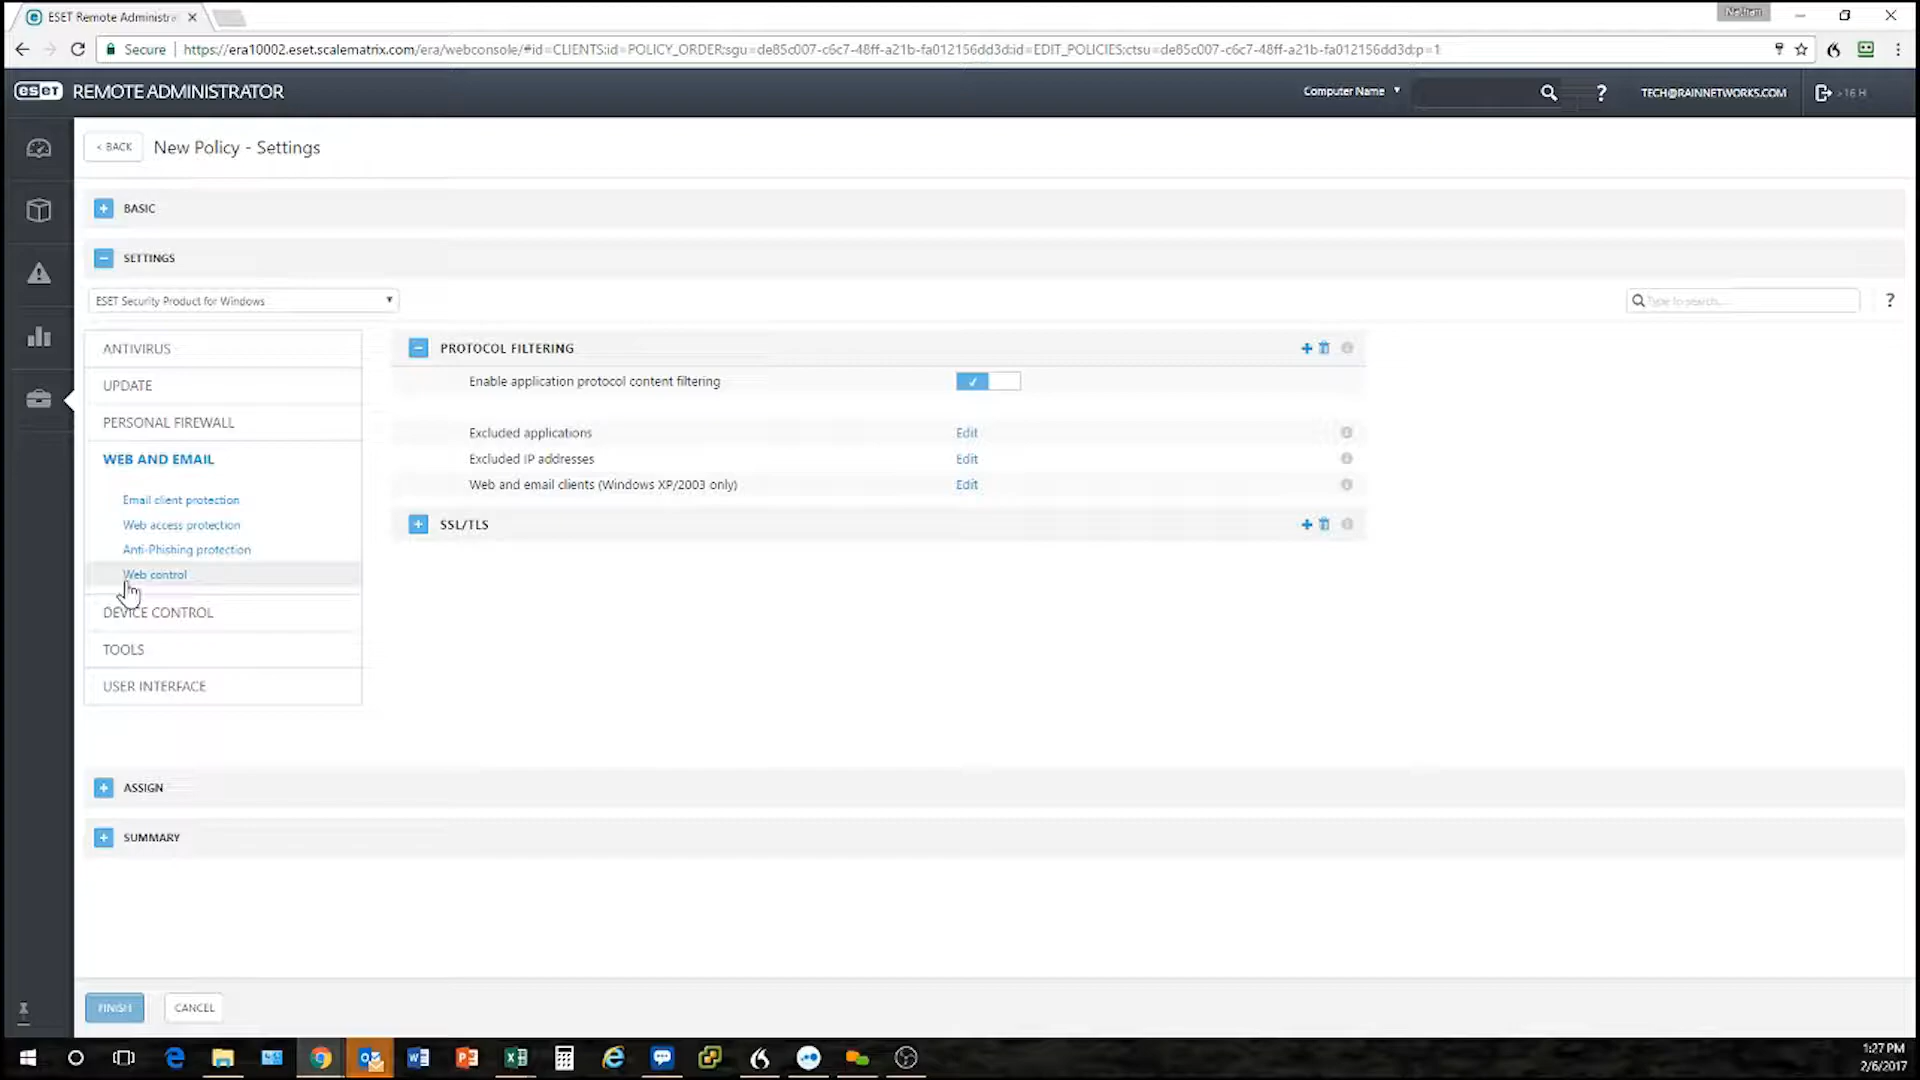 ESET Remote Administra
Nathan
Secure | https://era10002.eset.scalematrix.com/era/webconsole/#id=CLIENTS:id=POLICY_ORDER;sgu=de85c007-c6c7-48ff-a21b-fa012156dd3d:id=EDIT_POLICIES;ctsu=de85c007-c6c7-48ff-a21b-fa012156dd3d;p=1
eset REMOTE ADMINISTRATOR
Computer Name
?
TECH@RAINNETWORKS.COM
>16 H
< BACK
New Policy - Settings
BASIC
SETTINGS
ESET Security Product for Windows
Type to search...
?
ANTIVIRUS
UPDATE
PERSONAL FIREWALL
WEB AND EMAIL
Email client protection
Web access protection
Anti-Phishing protection
Web control
DEVICE CONTROL
TOOLS
USER INTERFACE
PROTOCOL FILTERING
Enable application protocol content filtering
Excluded applications Edit
Excluded IP addresses Edit
Web and email clients (Windows XP/2003 only) Edit
SSL/TLS
ASSIGN
SUMMARY
FINISH
CANCEL
1:27 PM
2/6/2017